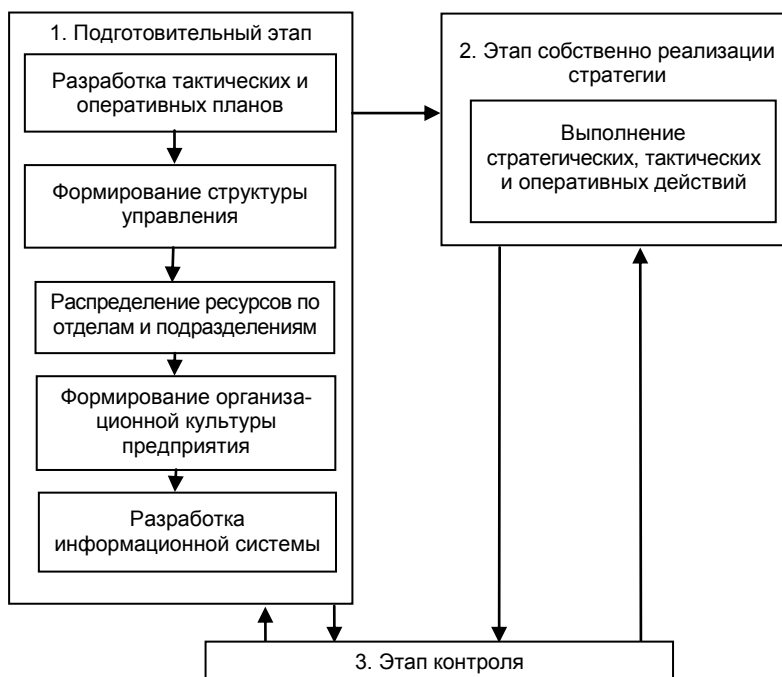 1. Подготовительный этап
Разработка тактических и
оперативных планов
Формирование структуры
управления
Распределение ресурсов по
отделам и подразделениям
Формирование организа-
ционной культуры
предприятия
Разработка
информационной системы
2. Этап собственно реализации
стратегии
Выполнение
стратегических, тактических
и оперативных действий
3. Этап контроля